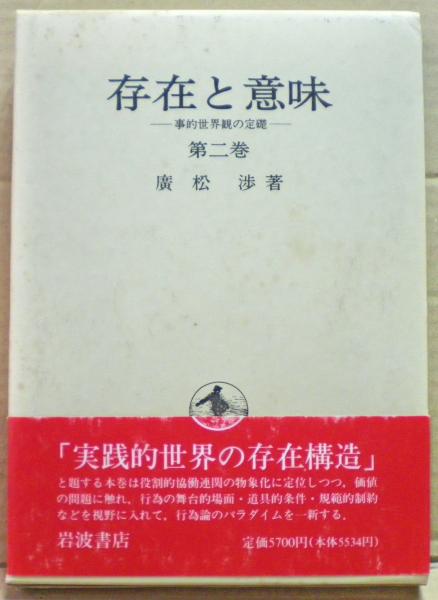 存在と意味
——事的世界観の定礎——
第二巻
廣松 渉著
「実践的世界の存在構造」
と題する本巻は役割的協働連関の物象化に定位しつつ，価値
の問題に触れ，行為の舞台的場面・道具的条件・規範的制約
などを視野に入れて，行為論のパラダイムを一新する．
岩波書店 定価5700円(本体5534円)